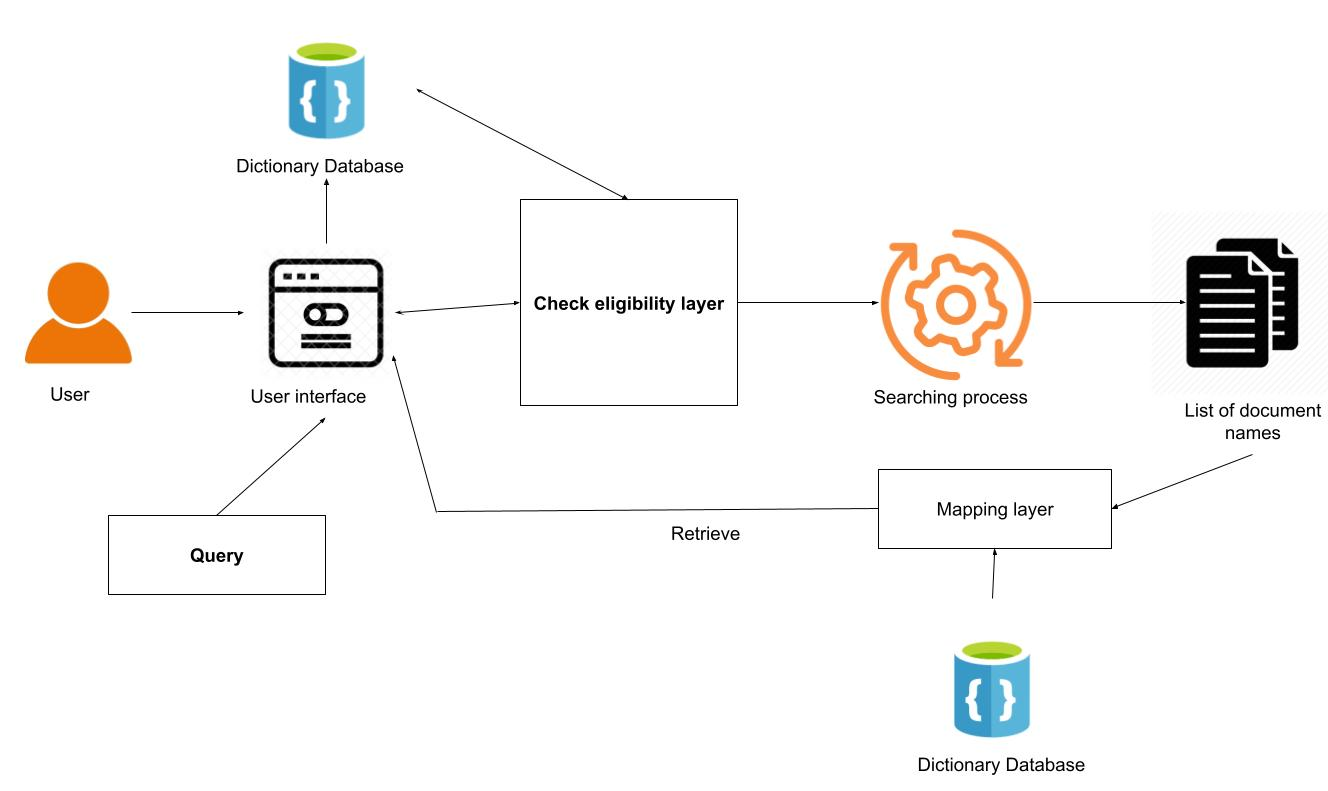 Dictionary Database
Check eligibility layer
User
User interface
Searching process
List of document
names
Mapping layer
Retrieve
Query
Dictionary Database